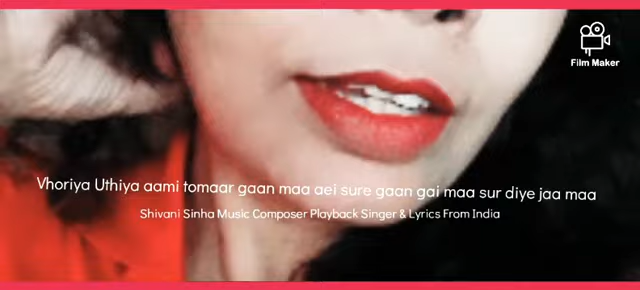 Film Maker
Vhoriya Uthiya aami tomaar gaan maa aei sure gaan gai maa sur diye jaa maa
Shivani Sinha Music Composer Playback Singer & Lyrics From India